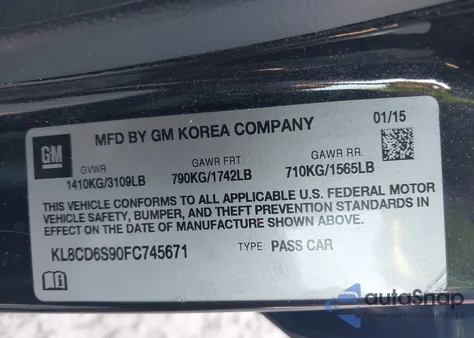 MFD BY GM KOREA COMPANY
01/15
GM
GVWR
GAWR FRT.
GAWR RR.
1410KG/3109LB
790KG/1742LB
710KG/1565LB
THIS VEHICLE CONFORMS TO ALL APPLICABLE U.S. FEDERAL MOTOR
VEHICLE SAFETY, BUMPER, AND THEFT PREVENTION STANDARDS IN
EFFECT ON THE DATE OF MANUFACTURE SHOWN ABOVE.
KL8CD6S90FC745671
TYPE: PASS CAR
autoSnap